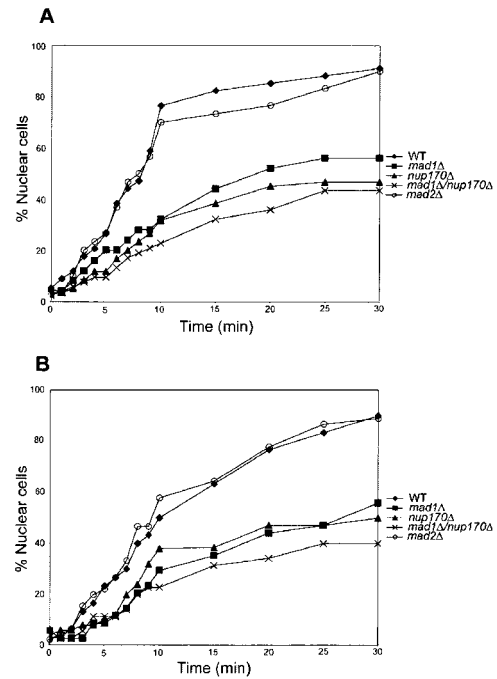 A
100
80
60
40
20
0
% Nuclear cells
0 5 10 15 20 25 30
Time (min)
WT
mad1Δ
nup170Δ
mad1Δ/nup170Δ
mad2Δ
B
100
80
60
40
20
0
% Nuclear cells
0 5 10 15 20 25 30
Time (min)
WT
mad1Δ
nup170Δ
mad1Δ/nup170Δ
mad2Δ